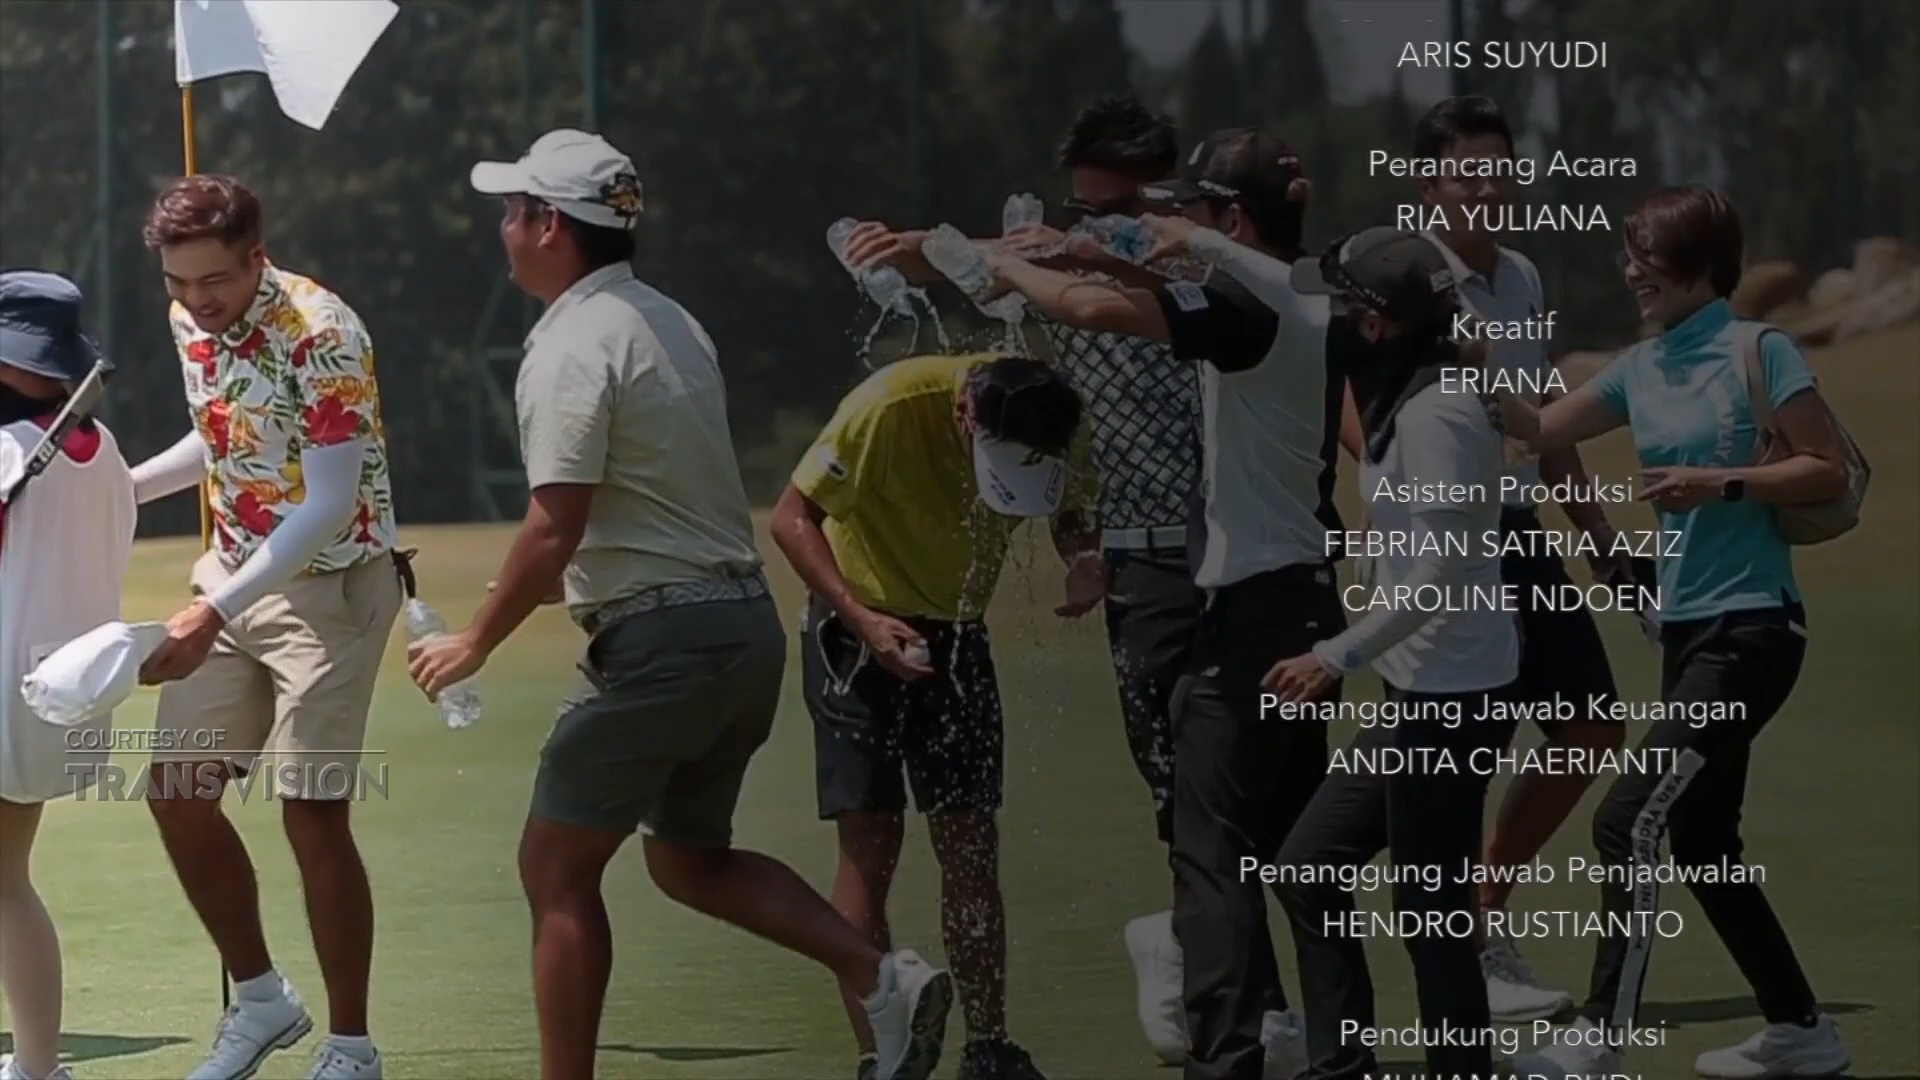 ARIS SUYUDI
Perancang Acara
RIA YULIANA
Kreatif
ERIANA
Asisten Produksi
FEBRIAN SATRIA AZIZ
CAROLINE NDOEN
Penanggung Jawab Keuangan
ANDITA CHAERIANTI
Penanggung Jawab Penjadwalan
HENDRO RUSTIANTO
Pendukung Produksi
COURTESY OF
TRANSVISION